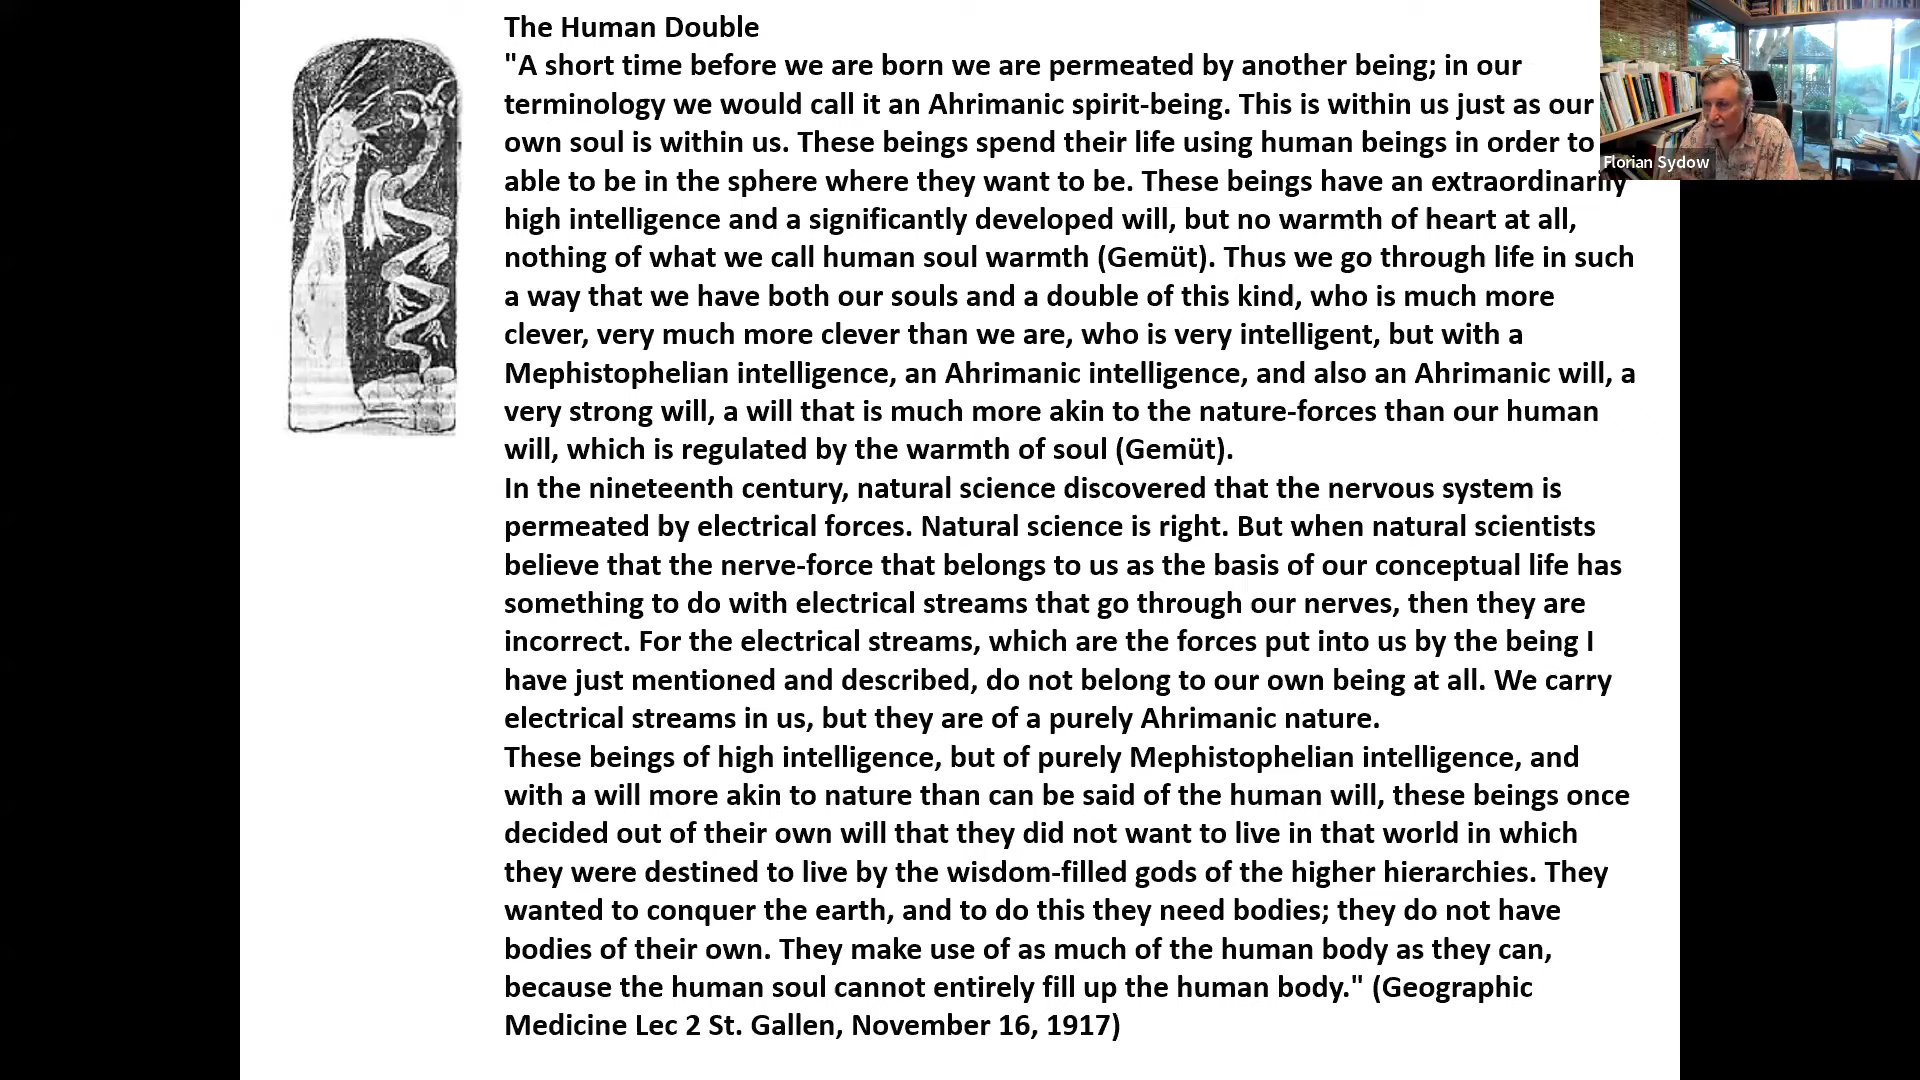 The Human Double
"A short time before we are born we are permeated by another being; in our
terminology we would call it an Ahrimanic spirit-being. This is within us just as our
own soul is within us. These beings spend their life using human beings in order to
able to be in the sphere where they want to be. These beings have an extraordinarily
high intelligence and a significantly developed will, but no warmth of heart at all,
nothing of what we call human soul warmth (Gemüt). Thus we go through life in such
a way that we have both our souls and a double of this kind, who is much more
clever, very much more clever than we are, who is very intelligent, but with a
Mephistophelian intelligence, an Ahrimanic intelligence, and also an Ahrimanic will, a
very strong will, a will that is much more akin to the nature-forces than our human
will, which is regulated by the warmth of soul (Gemüt).
In the nineteenth century, natural science discovered that the nervous system is
permeated by electrical forces. Natural science is right. But when natural scientists
believe that the nerve-force that belongs to us as the basis of our conceptual life has
something to do with electrical streams that go through our nerves, then they are
incorrect. For the electrical streams, which are the forces put into us by the being I
have just mentioned and described, do not belong to our own being at all. We carry
electrical streams in us, but they are of a purely Ahrimanic nature.
These beings of high intelligence, but of purely Mephistophelian intelligence, and
with a will more akin to nature than can be said of the human will, these beings once
decided out of their own will that they did not want to live in that world in which
they were destined to live by the wisdom-filled gods of the higher hierarchies. They
wanted to conquer the earth, and to do this they need bodies; they do not have
bodies of their own. They make use of as much of the human body as they can,
because the human soul cannot entirely fill up the human body." (Geographic
Medicine Lec 2 St. Gallen, November 16, 1917)
Florian Sydow